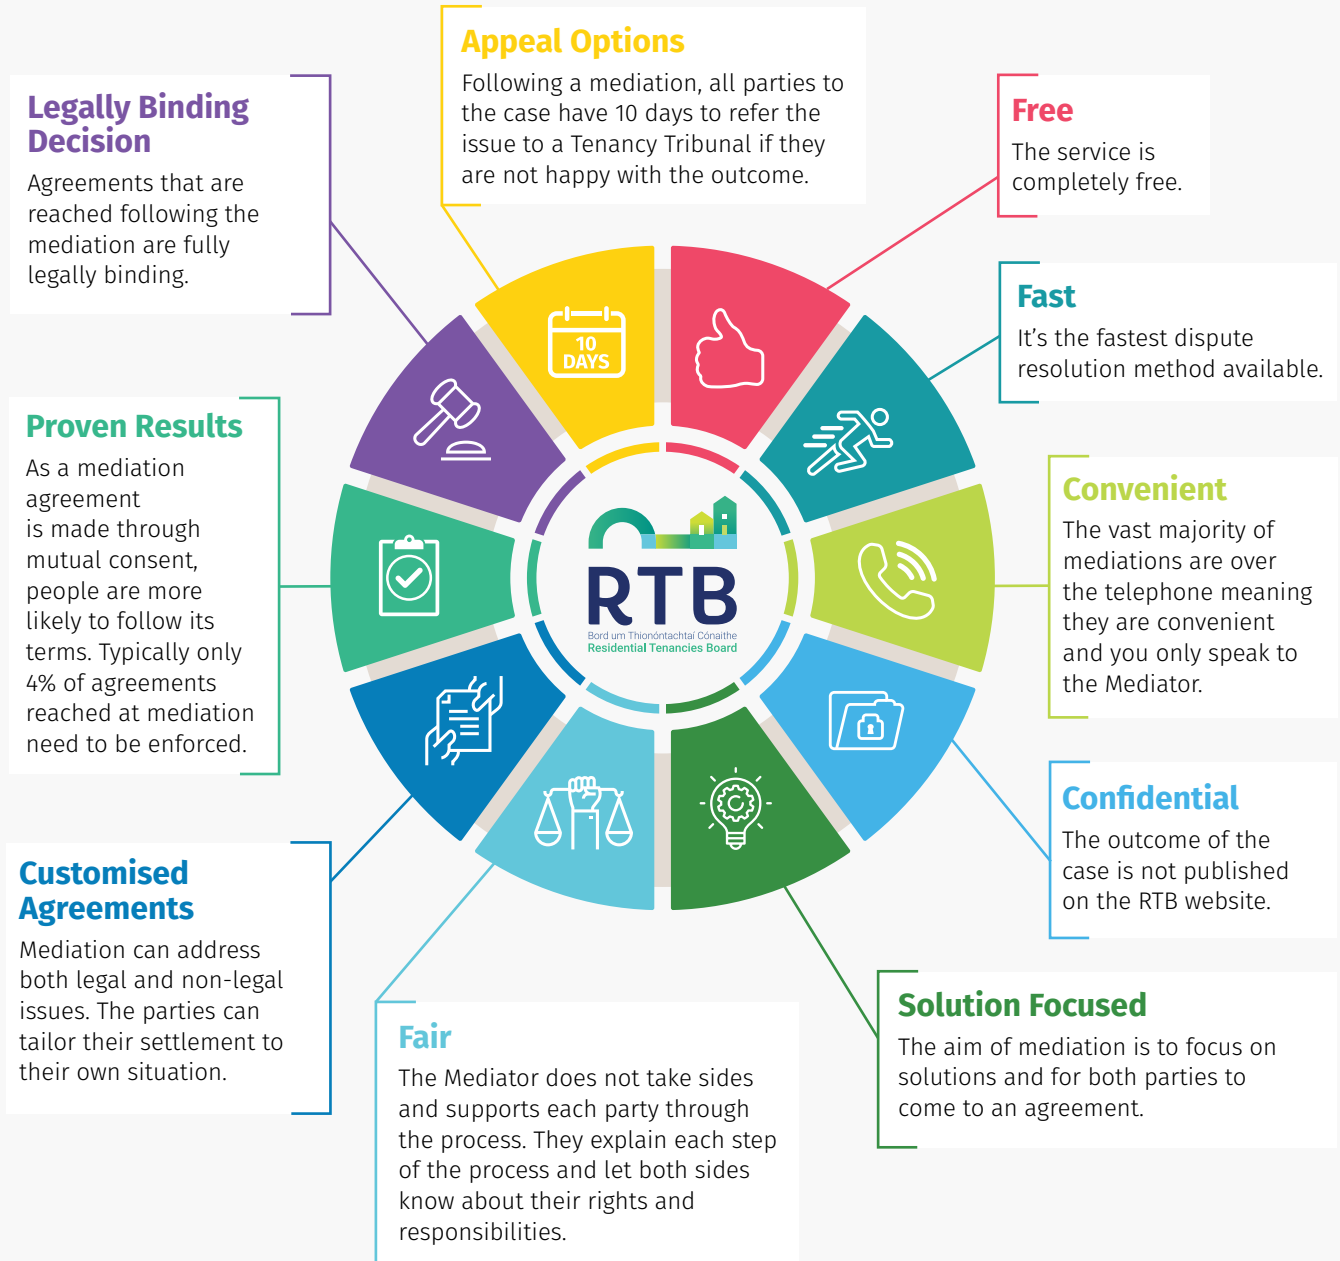 Appeal Options
Following a mediation, all parties to
the case have 10 days to refer the
issue to a Tenancy Tribunal if they
are not happy with the outcome.
Free
The service is
completely free.
Fast
It’s the fastest dispute
resolution method available.
Convenient
The vast majority of
mediations are over
the telephone meaning
they are convenient
and you only speak to
the Mediator.
Confidential
The outcome of the
case is not published
on the RTB website.
Solution Focused
The aim of mediation is to focus on
solutions and for both parties to
come to an agreement.
Fair
The Mediator does not take sides
and supports each party through
the process. They explain each step
of the process and let both sides
know about their rights and
responsibilities.
Customised
Agreements
Mediation can address
both legal and non-legal
issues. The parties can
tailor their settlement to
their own situation.
Proven Results
As a mediation
agreement
is made through
mutual consent,
people are more
likely to follow its
terms. Typically only
4% of agreements
reached at mediation
need to be enforced.
Legally Binding
Decision
Agreements that are
reached following the
mediation are fully
legally binding.
10
DAYS
RTB
Bord um Thionóntachtaí Cónaithe
Residential Tenancies Board